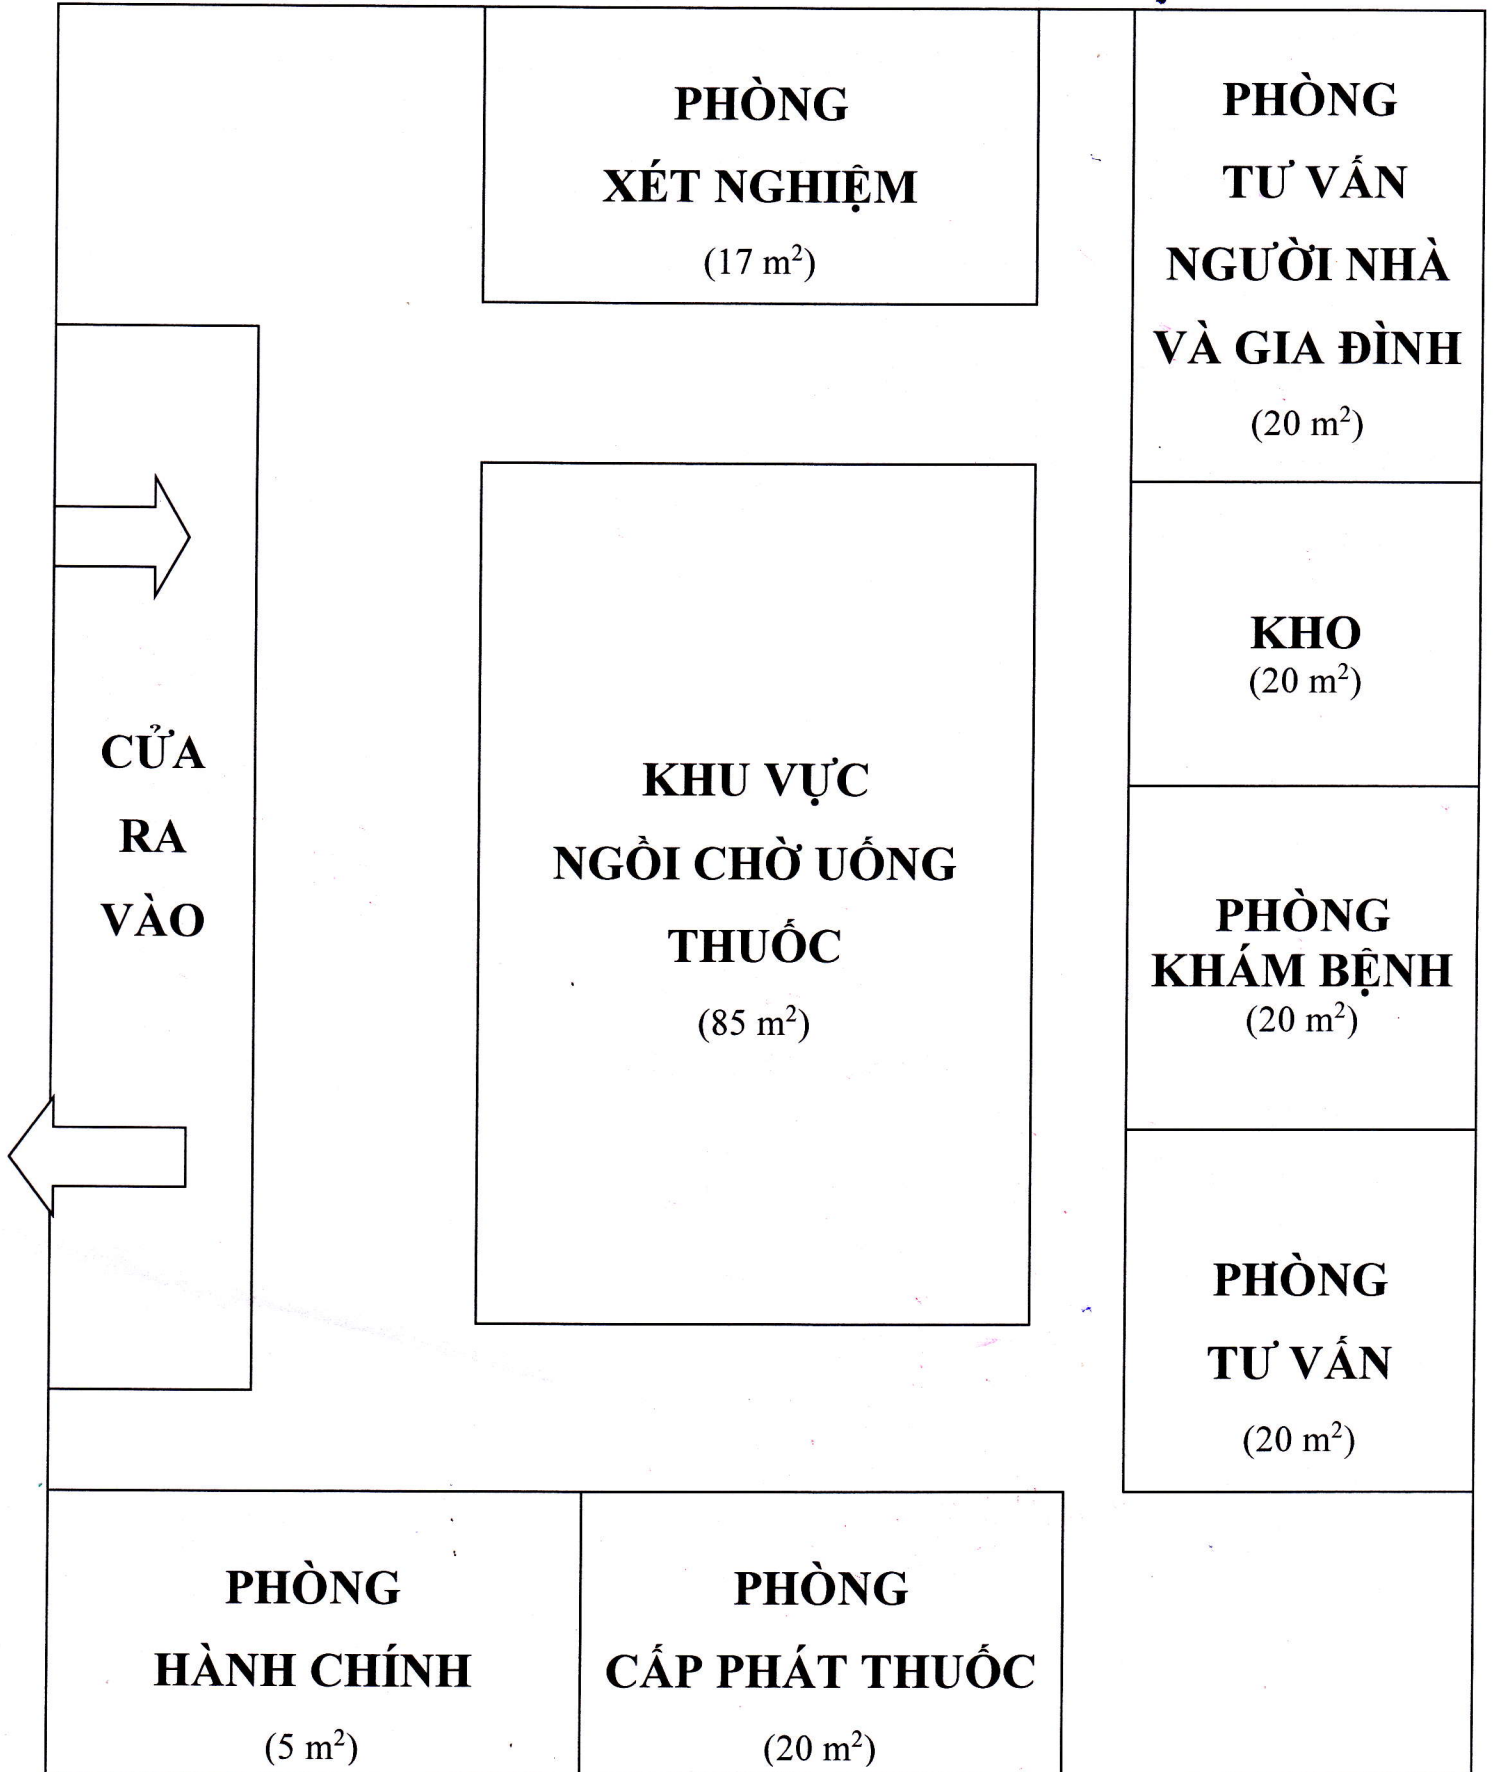 PHÒNG
XÉT NGHIỆM
(17 m²)
PHÒNG
TƯ VẤN
NGƯỜI NHÀ
VÀ GIA ĐÌNH
(20 m²)
KHO
(20 m²)
CỬA
RA
VÀO
KHU VỰC
NGỒI CHỜ UỐNG
THUỐC
(85 m²)
PHÒNG
KHÁM BỆNH
(20 m²)
PHÒNG
TƯ VẤN
(20 m²)
PHÒNG
HÀNH CHÍNH
(5 m²)
PHÒNG
CẤP PHÁT THUỐC
(20 m²)